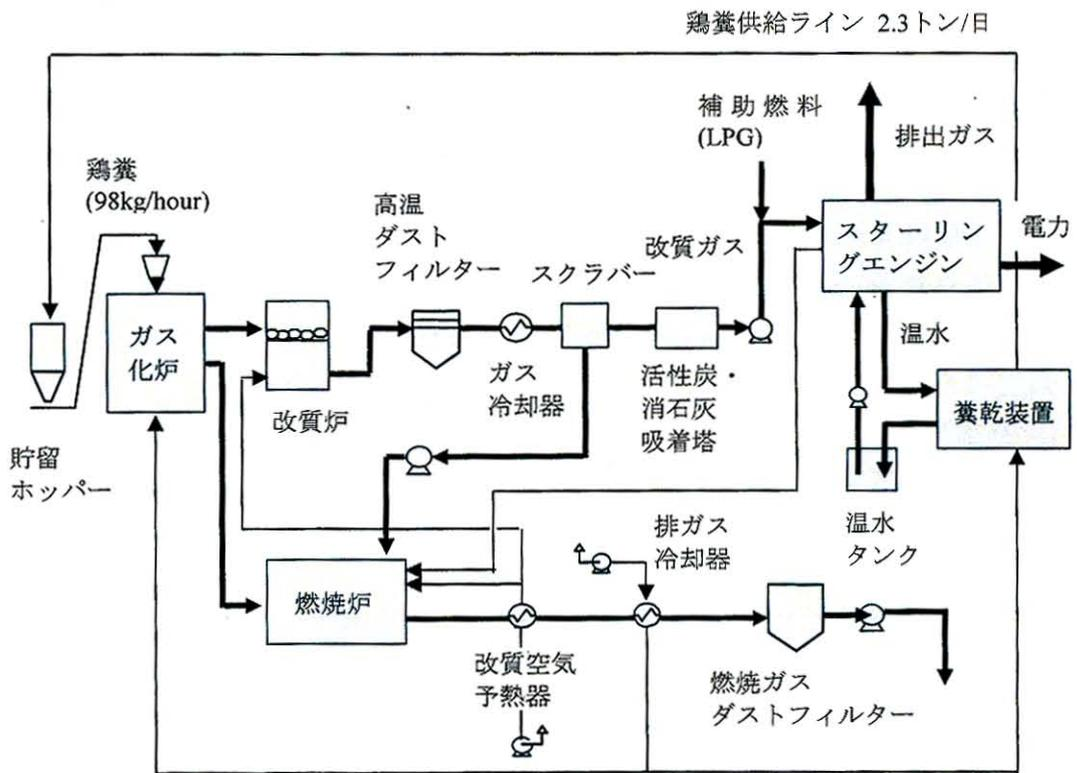 鶏糞供給ライン 2.3トン/日
補助燃料
(LPG)
排出ガス
鶏糞
(98kg/hour)
高温
ダスト
フィルター
スクラバー
改質ガス
スターリン
グエンジン
電力
ガス
化炉
改質炉
ガス
冷却器
活性炭・
消石灰
吸着塔
温水
糞乾装置
貯留
ホッパー
温水
タンク
排ガス
冷却器
燃焼炉
改質空気
予熱器
燃焼ガス
ダストフィルター